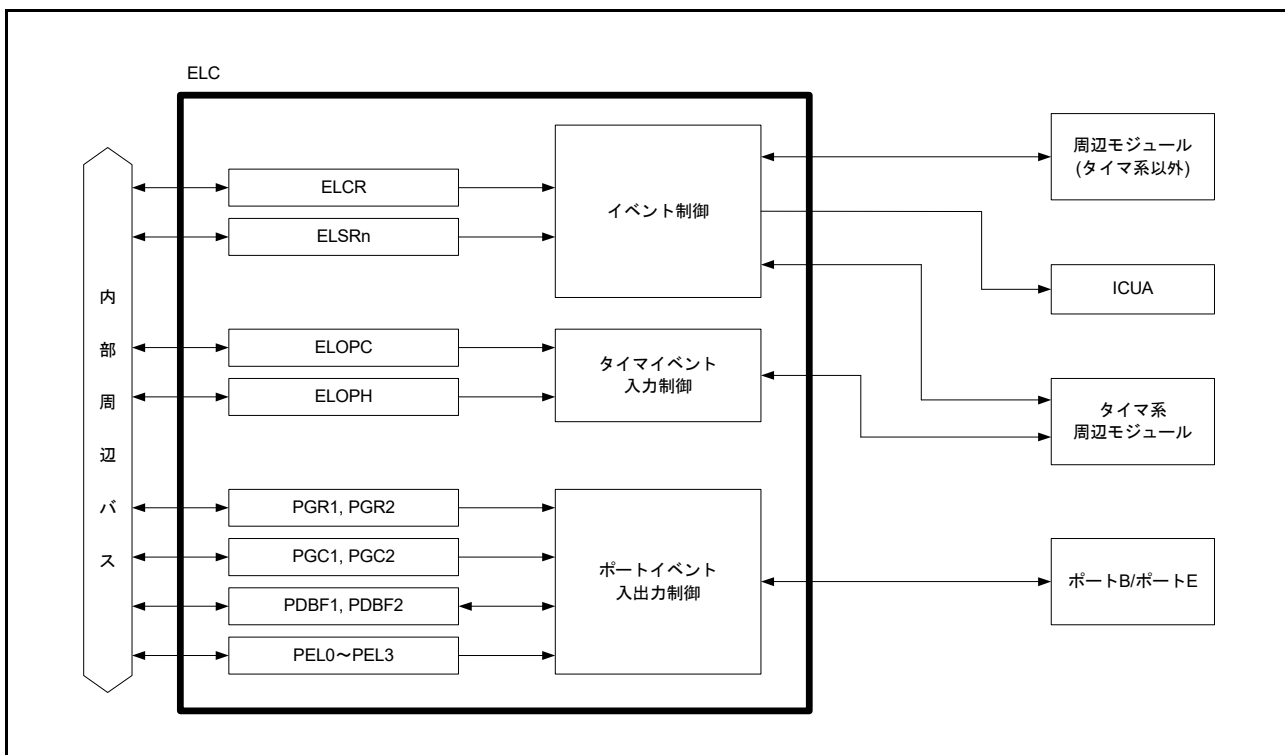 ELC
内部周辺バス
ELCR
ELSRn
ELOPC
ELOPH
PGR1, PGR2
PGC1, PGC2
PDBF1, PDBF2
PEL0～PEL3
イベント制御
タイマイベント
入力制御
ポートイベント
入出力制御
周辺モジュール
(タイマ系以外)
ICUA
タイマ系
周辺モジュール
ポートB/ポートE